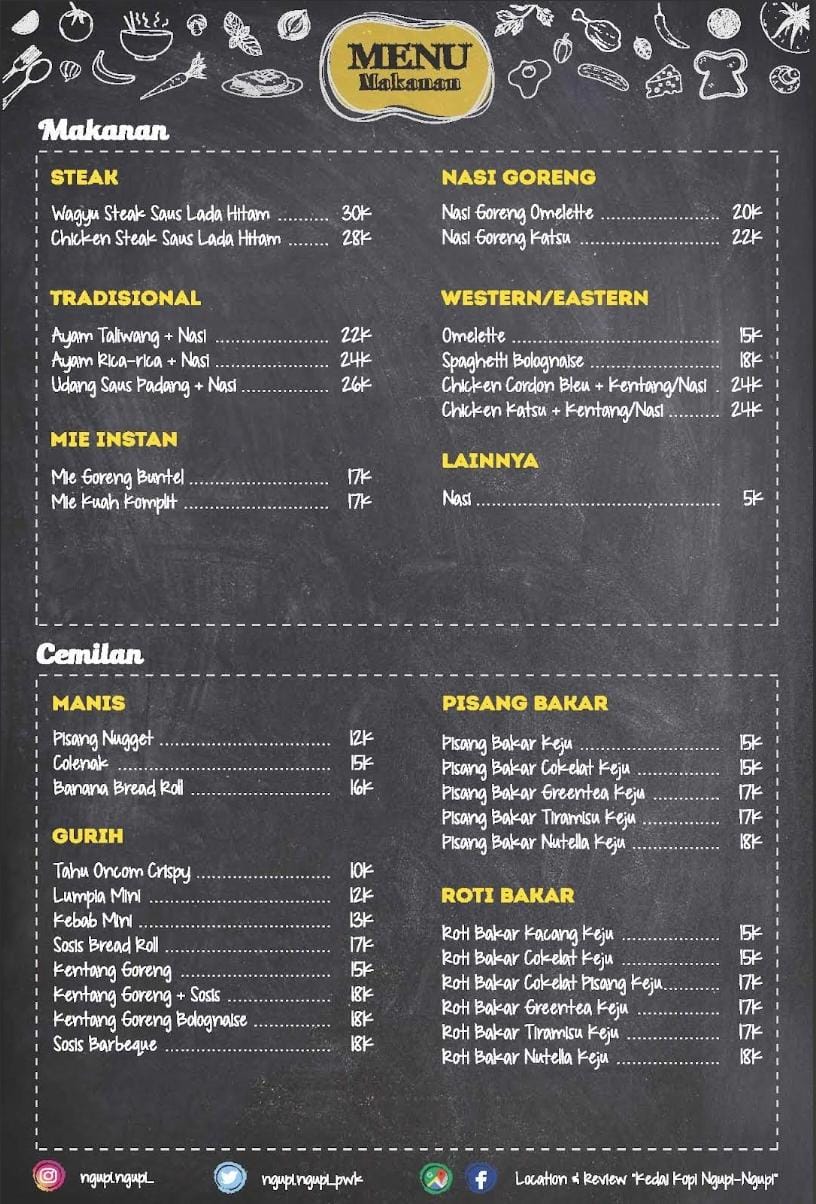 MENU
Makanan
Makanan
STEAK
Wagyu Steak Saus Lada Hitam ......... 30K
Chicken Steak Saus Lada Hitam ....... 28K
TRADISIONAL
Ayam Taliwang + Nasi .................... 22K
Ayam Rica-rica + Nasi ..................... 24K
Udang Saus Padang + Nasi ............... 26K
MIE INSTAN
Mie Goreng Buntel ......................... 17K
Mie Kuah Komplit .......................... 17K
NASI GORENG
Nasi Goreng Omelette ..................... 20K
Nasi Goreng Katsu ......................... 22K
WESTERN/EASTERN
Omelette ..................................... 15K
Spaghetti Bolognaise ....................... 18K
Chicken Cordon Bleu + Kentang/Nasi . 24K
Chicken Katsu + Kentang/Nasi ......... 24K
LAINNYA
Nasi ........................................... 5K
Cemilan
MANIS
Pisang Nugget ............................... 12K
Colenak ...................................... 15K
Banana Bread Roll ......................... 16K
GURIH
Tahu Oncom Crispy ........................ 10K
Lumpia Mini ................................ 12K
Kebab Mini .................................. 13K
Sosis Bread Roll ............................. 17K
Kentang Goreng ............................ 15K
Kentang Goreng + Sosis ................... 18K
Kentang Goreng Bolognaise .............. 18K
Sosis Barbeque .............................. 18K
PISANG BAKAR
Pisang Bakar Keju ......................... 15K
Pisang Bakar Cokelat Keju ................ 15K
Pisang Bakar Greentea Keju ............. 17K
Pisang Bakar Tiramisu Keju .............. 17K
Pisang Bakar Nutella Keju ................ 18K
ROTI BAKAR
Roti Bakar Kacang Keju .................. 15K
Roti Bakar Cokelat Keju ................... 15K
Roti Bakar Cokelat Pisang Keju.......... 17K
Roti Bakar Greentea Keju ................ 17K
Roti Bakar Tiramisu Keju ................. 17K
Roti Bakar Nutella Keju ................... 18K
ngupi.ngupi_
ngupi.ngupi_pwk
Location & Review "Kedai Kopi Ngupi-Ngupi"